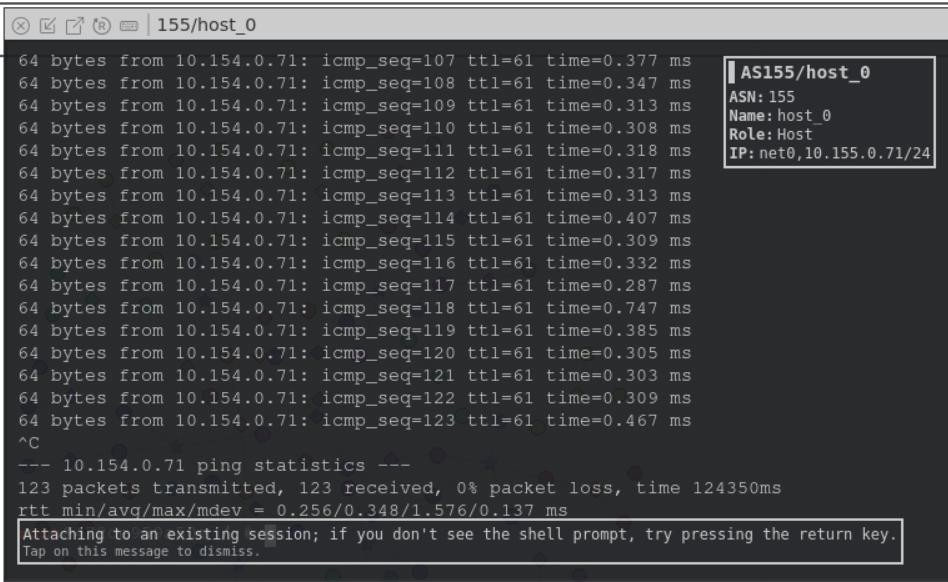 155/host_0
64 bytes from 10.154.0.71: icmp_seq=107 ttl=61 time=0.377 ms
64 bytes from 10.154.0.71: icmp_seq=108 ttl=61 time=0.347 ms
64 bytes from 10.154.0.71: icmp_seq=109 ttl=61 time=0.313 ms
64 bytes from 10.154.0.71: icmp_seq=110 ttl=61 time=0.308 ms
64 bytes from 10.154.0.71: icmp_seq=111 ttl=61 time=0.318 ms
64 bytes from 10.154.0.71: icmp_seq=112 ttl=61 time=0.317 ms
64 bytes from 10.154.0.71: icmp_seq=113 ttl=61 time=0.313 ms
64 bytes from 10.154.0.71: icmp_seq=114 ttl=61 time=0.407 ms
64 bytes from 10.154.0.71: icmp_seq=115 ttl=61 time=0.309 ms
64 bytes from 10.154.0.71: icmp_seq=116 ttl=61 time=0.332 ms
64 bytes from 10.154.0.71: icmp_seq=117 ttl=61 time=0.287 ms
64 bytes from 10.154.0.71: icmp_seq=118 ttl=61 time=0.747 ms
64 bytes from 10.154.0.71: icmp_seq=119 ttl=61 time=0.385 ms
64 bytes from 10.154.0.71: icmp_seq=120 ttl=61 time=0.305 ms
64 bytes from 10.154.0.71: icmp_seq=121 ttl=61 time=0.303 ms
64 bytes from 10.154.0.71: icmp_seq=122 ttl=61 time=0.309 ms
64 bytes from 10.154.0.71: icmp_seq=123 ttl=61 time=0.467 ms
^C
--- 10.154.0.71 ping statistics ---
123 packets transmitted, 123 received, 0% packet loss, time 124350ms
rtt min/avg/max/mdev = 0.256/0.348/1.576/0.137 ms
Attaching to an existing session; if you don't see the shell prompt, try pressing the return key.
Tap on this message to dismiss.
AS155/host_0
ASN: 155
Name: host_0
Role: Host
IP: net0,10.155.0.71/24